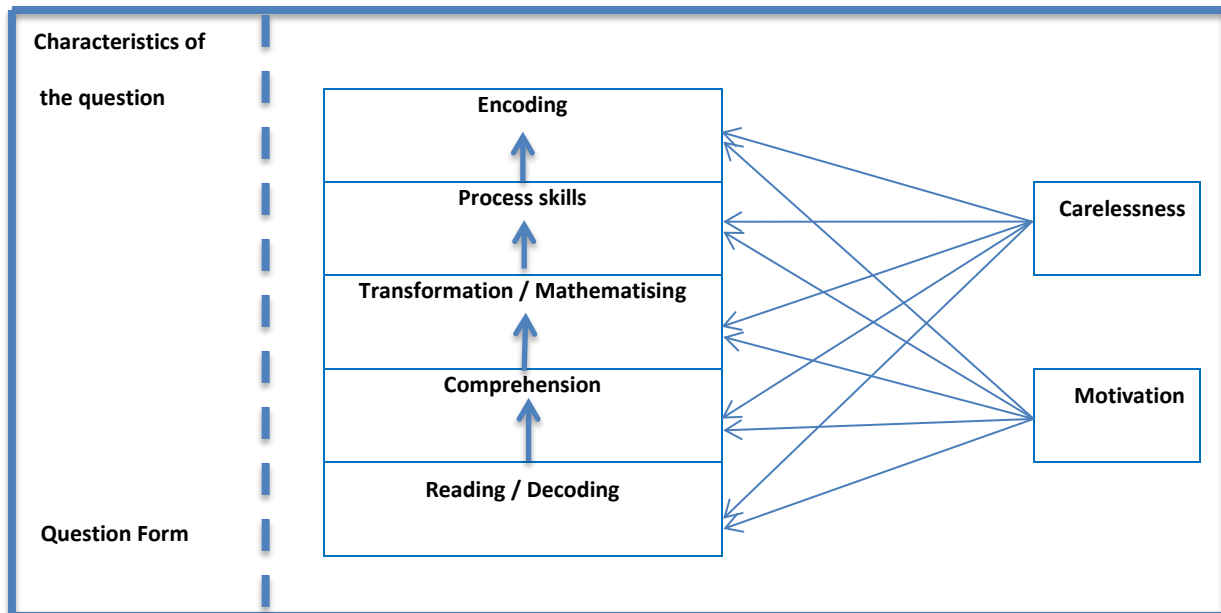 Characteristics of
the question
Question Form
Encoding
Process skills
Transformation / Mathematising
Comprehension
Reading / Decoding
Carelessness
Motivation